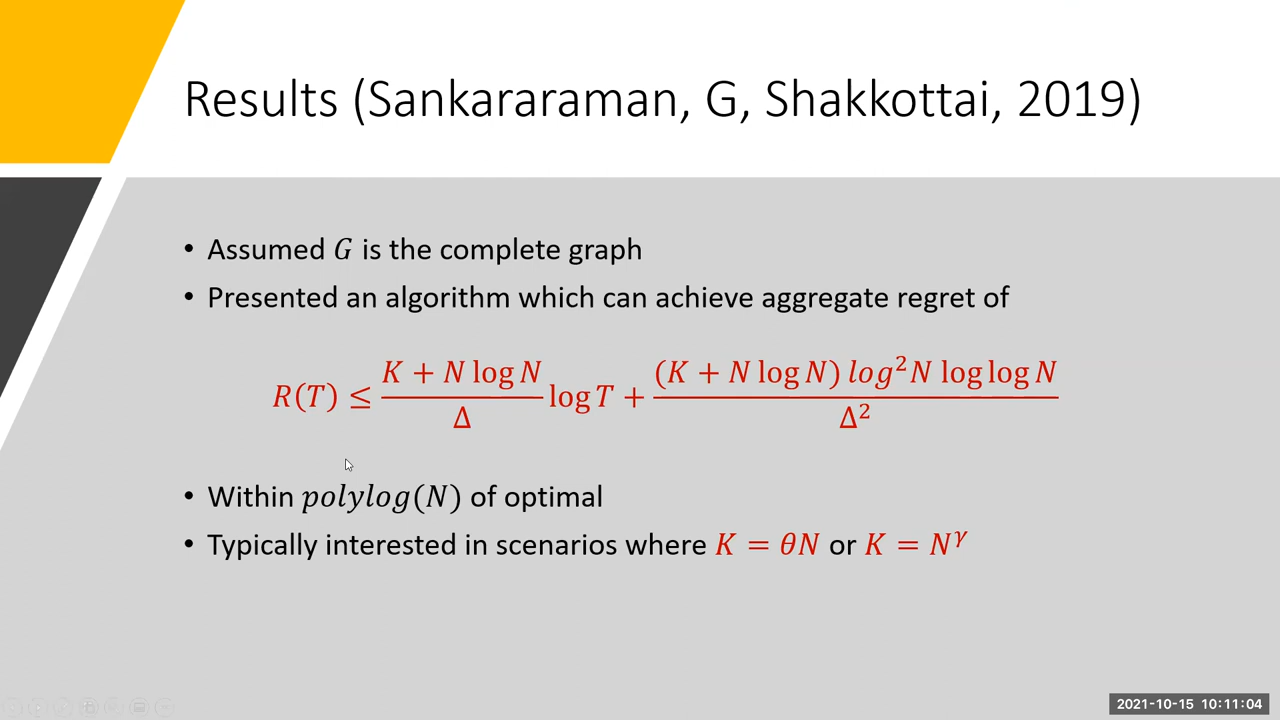 Results (Sankararaman, G, Shakkottai, 2019)
• Assumed G is the complete graph
• Presented an algorithm which can achieve aggregate regret of
R(T) ≤ \frac{K + N log N}{Δ} log T + \frac{(K + N log N) log²N log log N}{Δ²}
• Within polylog(N) of optimal
• Typically interested in scenarios where K = θN or K = N^γ
2021-10-15 10:11:04